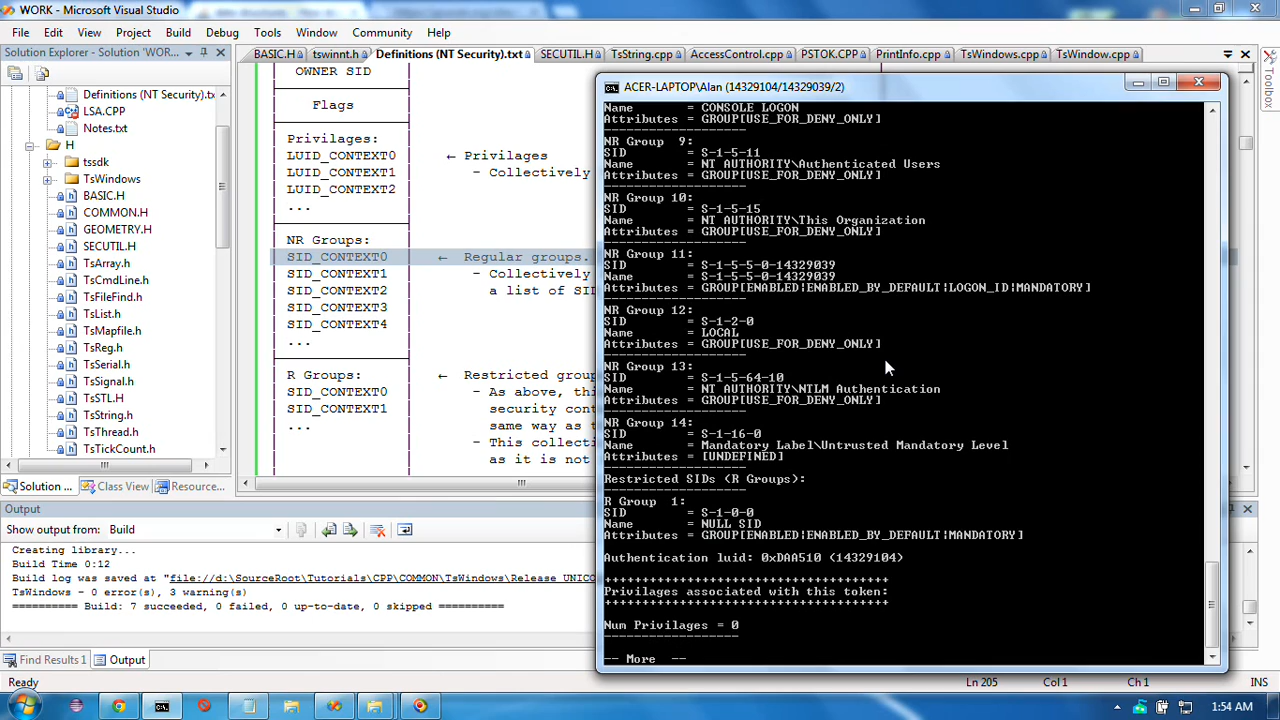 WORK - Microsoft Visual Studio
File Edit View Project Build Debug Tools Window Community Help
Solution Explorer - Solution 'WOR...
BASIC.H tswinnt.h Definitions (NT Security).txt SECUTIL.H TsString.cpp AccessControl.cpp PSTOK.CPP PrintInfo.cpp TsWindows.cpp TsWindow.cpp
Toolbox
Definitions (NT Security).tx
LSA.CPP
Notes.txt
H
tssdk
TsWindows
BASIC.H
COMMON.H
GEOMETRY.H
SECUTIL.H
TsArray.h
TsCmdLine.h
TsFileFind.h
TsList.h
TsMapfile.h
TsReg.h
TsSerial.h
TsSignal.h
TsSTL.H
TsString.h
TsThread.h
TsTickCount.h
Solution ... Class View Resource...
OWNER SID
Flags
Privilages:
LUID_CONTEXT0 ← Privilages
LUID_CONTEXT1 - Collectively
LUID_CONTEXT2
...
NR Groups:
SID_CONTEXT0 ← Regular groups.
SID_CONTEXT1 - Collectively
SID_CONTEXT2 a list of SID
SID_CONTEXT3
SID_CONTEXT4
...
R Groups: ← Restricted group
SID_CONTEXT0 - As above, thi
SID_CONTEXT1 security cont
... same way as t
- This collecti
as it is not
ACER-LAPTOP\Alan (14329104/14329039/2)
Name = CONSOLE LOGON
Attributes = GROUP[USE_FOR_DENY_ONLY]
-------------------
NR Group 9:
SID = S-1-5-11
Name = NT AUTHORITY\Authenticated Users
Attributes = GROUP[USE_FOR_DENY_ONLY]
-------------------
NR Group 10:
SID = S-1-5-15
Name = NT AUTHORITY\This Organization
Attributes = GROUP[USE_FOR_DENY_ONLY]
-------------------
NR Group 11:
SID = S-1-5-5-0-14329039
Name = S-1-5-5-0-14329039
Attributes = GROUP[ENABLED|ENABLED_BY_DEFAULT|LOGON_ID|MANDATORY]
-------------------
NR Group 12:
SID = S-1-2-0
Name = LOCAL
Attributes = GROUP[USE_FOR_DENY_ONLY]
-------------------
NR Group 13:
SID = S-1-5-64-10
Name = NT AUTHORITY\NTLM Authentication
Attributes = GROUP[USE_FOR_DENY_ONLY]
-------------------
NR Group 14:
SID = S-1-16-0
Name = Mandatory Label\Untrusted Mandatory Level
Attributes = [UNDEFINED]
-------------------
Restricted SIDs (R Groups):
-------------------
R Group 1:
SID = S-1-0-0
Name = NULL SID
Attributes = GROUP[ENABLED|ENABLED_BY_DEFAULT|MANDATORY]
Authentication luid: 0xDAA510 (14329104)
++++++++++++++++++++++++++++++++++++++
Privilages associated with this token:
++++++++++++++++++++++++++++++++++++++
Num Privilages = 0
------------------
-- More --
Output
Show output from: Build
Creating library...
Build Time 0:12
Build log was saved at "file://d:\SourceRoot\Tutorials\CPP\COMMON\TsWindows\Release_UNICO
TsWindows - 0 error(s), 3 warning(s)
========== Build: 7 succeeded, 0 failed, 0 up-to-date, 0 skipped ==========
Find Results 1 Output
Ready Ln 205 Col 1 Ch 1 INS
1:54 AM